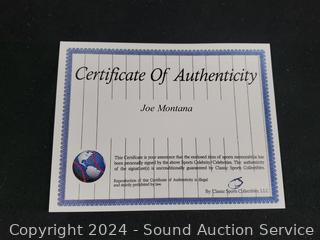 Certificate Of Authenticity
Joe Montana
This Certificate is your assurance that the enclosed item of sports memorabilia has
been personally signed by the above Sports Celebrity/Celebrities. The authenticity
of the signature(s) is unconditionally guaranteed by Classic Sports Collectibles.
Reproduction of this Certificate of Authenticity is illegal
and strictly prohibited by law.
By Classic Sports Collectibles, LLC
Copyright 2024 - Sound Auction Service